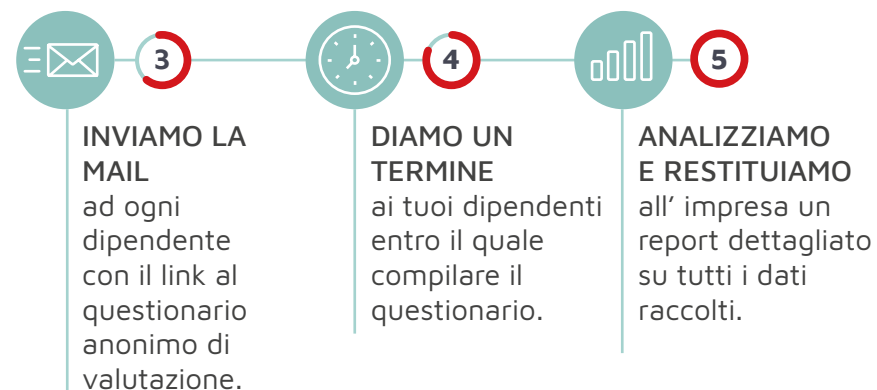 3
INVIAMO LA
MAIL
ad ogni
dipendente
con il link al
questionario
anonimo di
valutazione.
4
DIAMO UN
TERMINE
ai tuoi dipendenti
entro il quale
compilare il
questionario.
5
ANALIZZIAMO
E RESTITUIAMO
all’ impresa un
report dettagliato
su tutti i dati
raccolti.